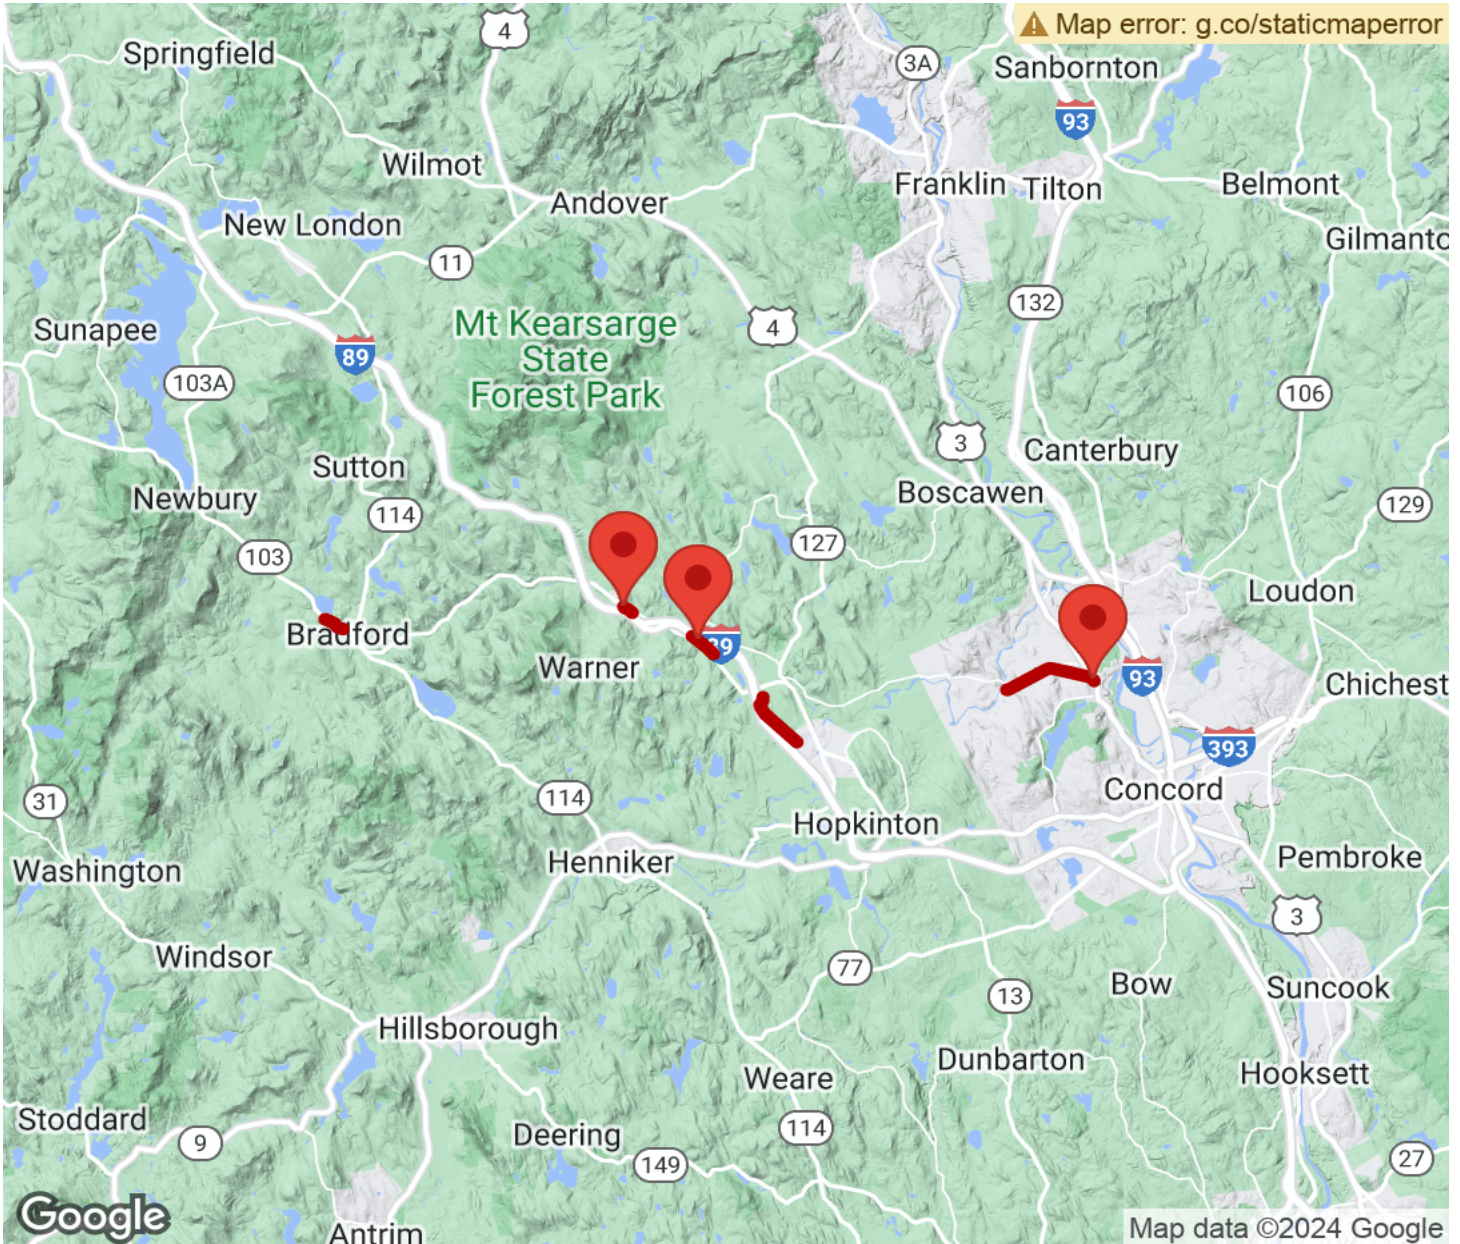 Map error: g.co/staticmaperror
4
Springfield
3A
Sanbornton
93
Wilmot
Andover
Franklin
Tilton
Belmont
New London
Gilmanto
11
132
Mt Kearsarge
State
Forest Park
4
Sunapee
89
103A
106
3
Canterbury
Sutton
Newbury
Boscawen
114
129
103
127
Loudon
Bradford
89
Warner
93
Chichest
393
31
114
Concord
Hopkinton
Henniker
Pembroke
Washington
3
Windsor
77
13
Bow
Suncook
Hillsborough
Dunbarton
Weare
Hooksett
Stoddard
9
Deering
114
149
27
Google
Antrim
Map data ©2024 Google